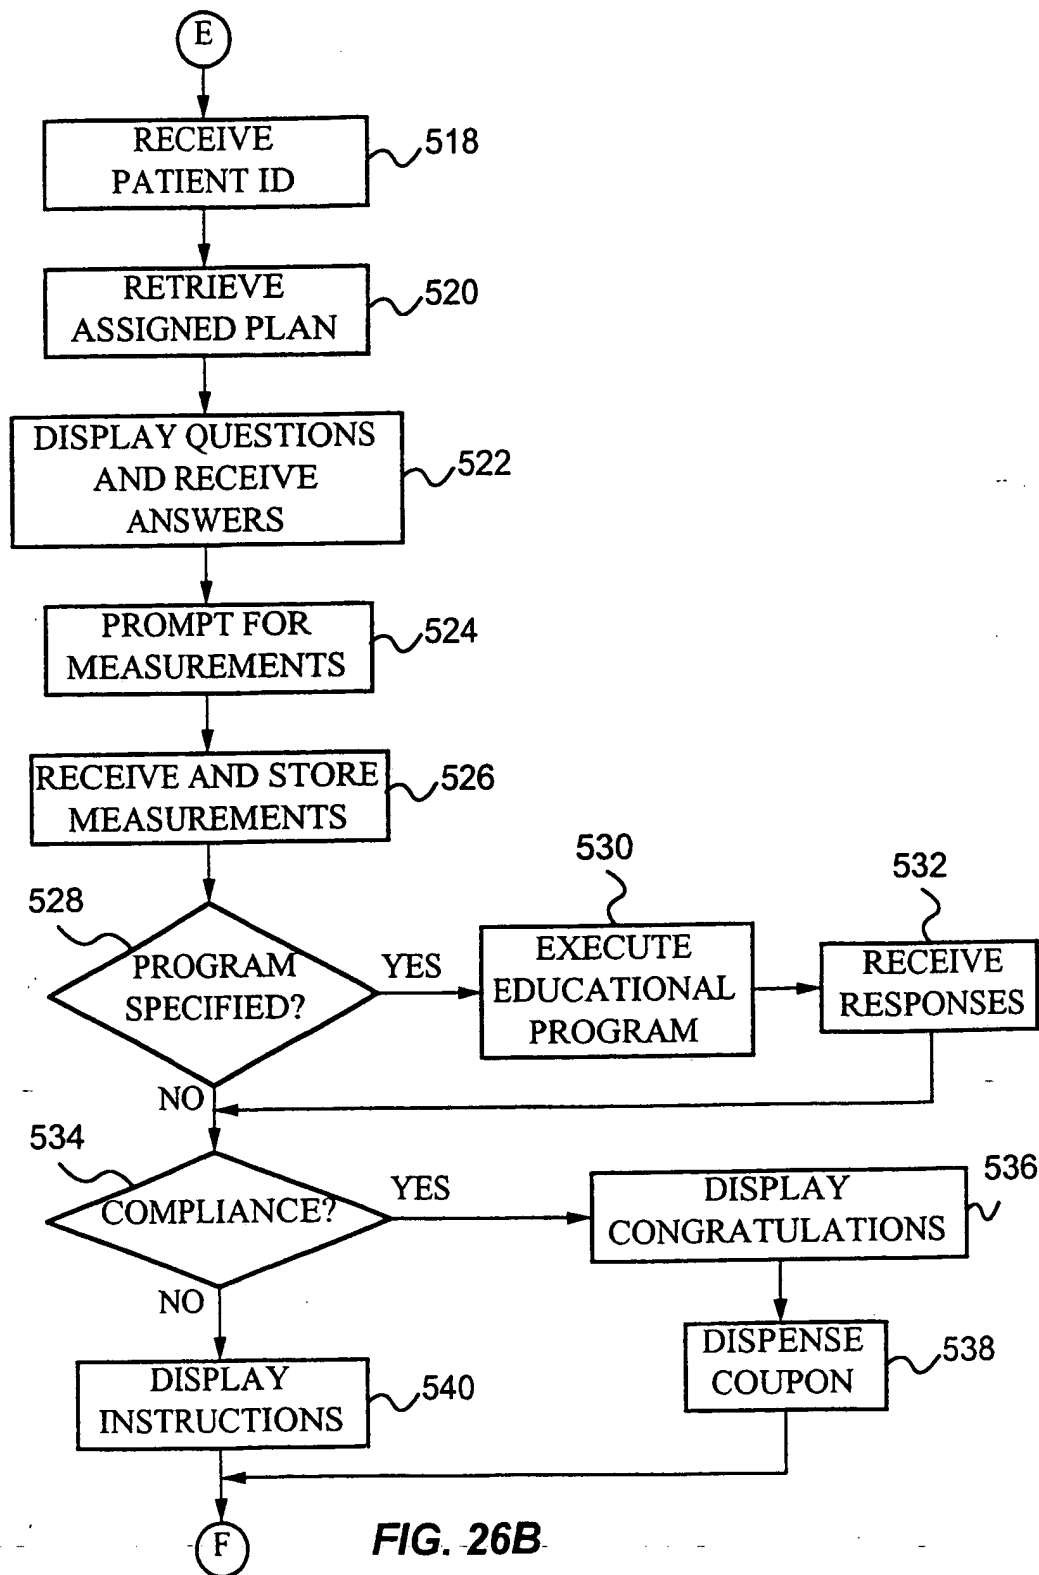 E
RECEIVE
PATIENT ID
518
RETRIEVE
ASSIGNED PLAN
520
DISPLAY QUESTIONS
AND RECEIVE
ANSWERS
522
PROMPT FOR
MEASUREMENTS
524
RECEIVE AND STORE
MEASUREMENTS
526
528
PROGRAM
SPECIFIED?
YES
530
EXECUTE
EDUCATIONAL
PROGRAM
532
RECEIVE
RESPONSES
NO
534
COMPLIANCE?
YES
DISPLAY
CONGRATULATIONS
536
NO
DISPENSE
COUPON
538
DISPLAY
INSTRUCTIONS
540
F
FIG. 26B